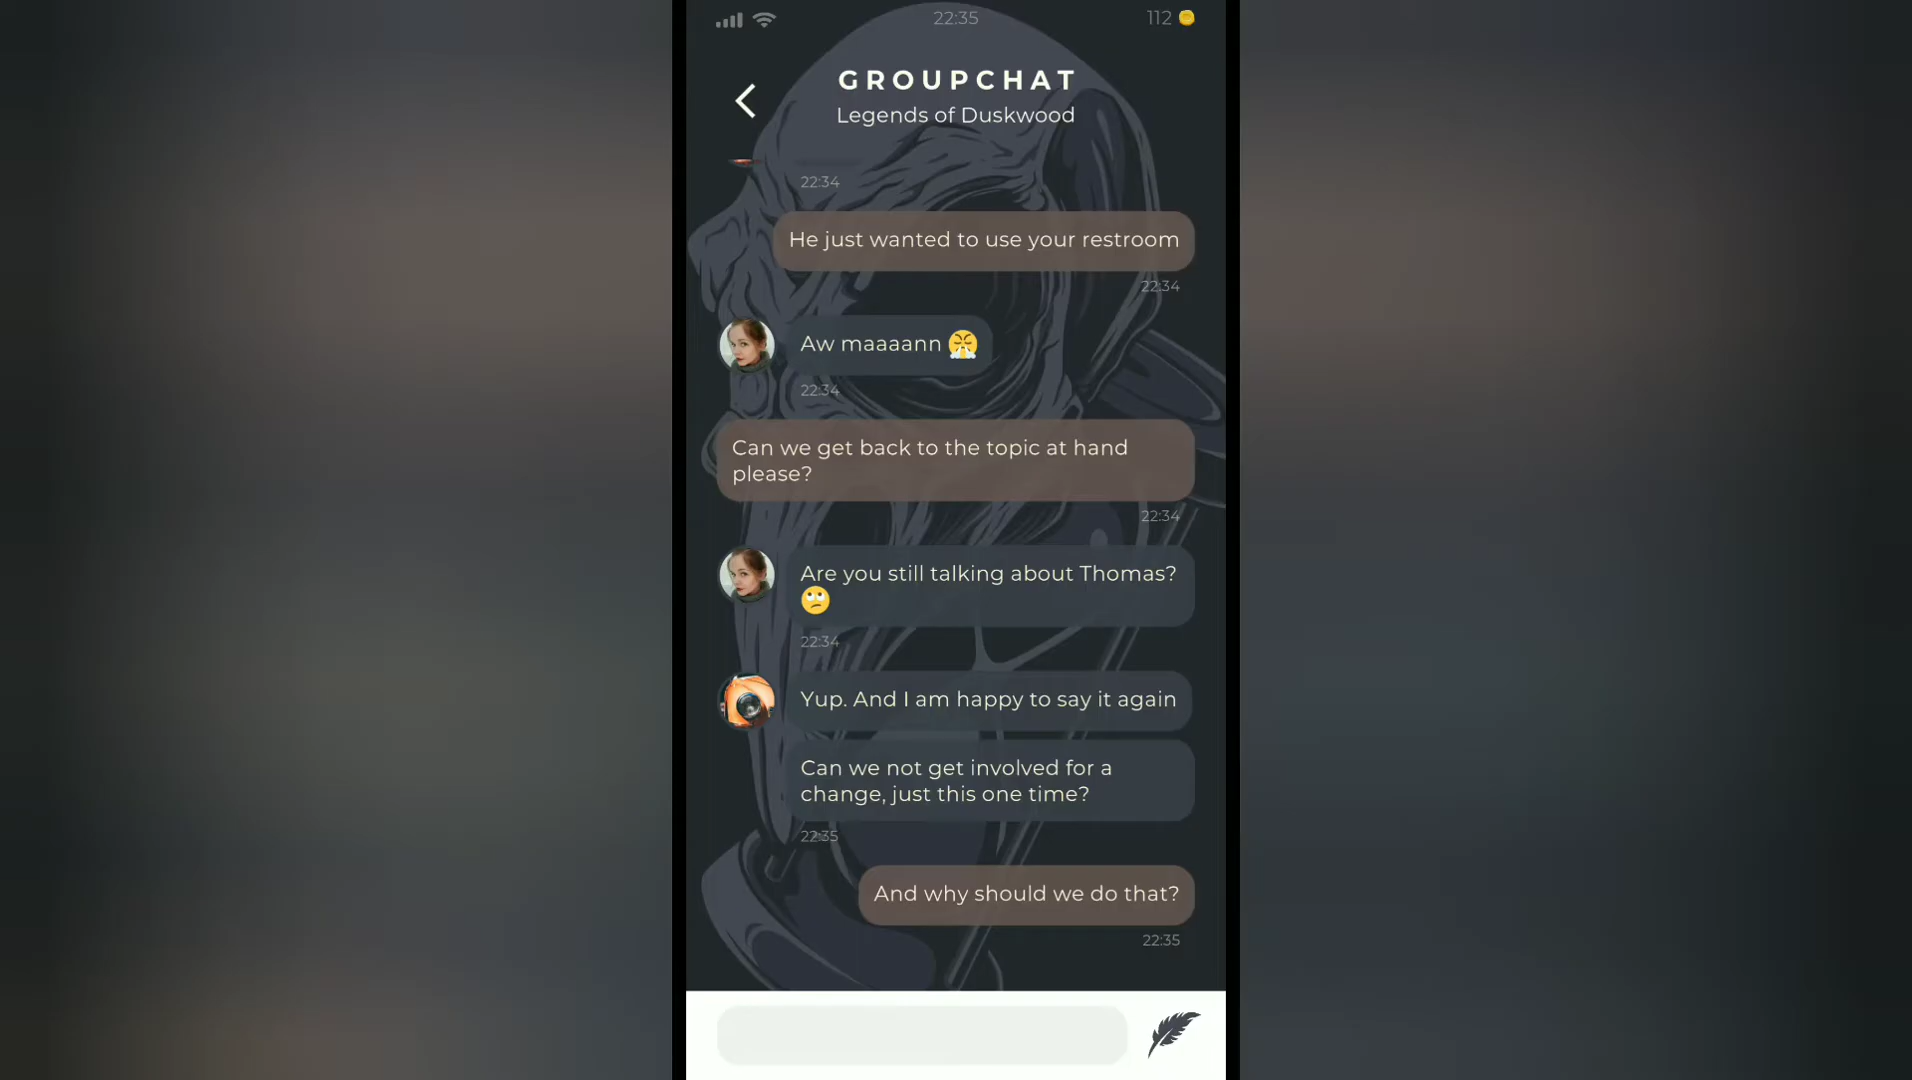 22:35
112
GROUPCHAT
Legends of Duskwood
22:34
He just wanted to use your restroom
22:34
Aw maaaann 😤
22:34
Can we get back to the topic at hand
please?
22:34
Are you still talking about Thomas?
🙄
22:34
Yup. And I am happy to say it again
Can we not get involved for a
change, just this one time?
22:35
And why should we do that?
22:35